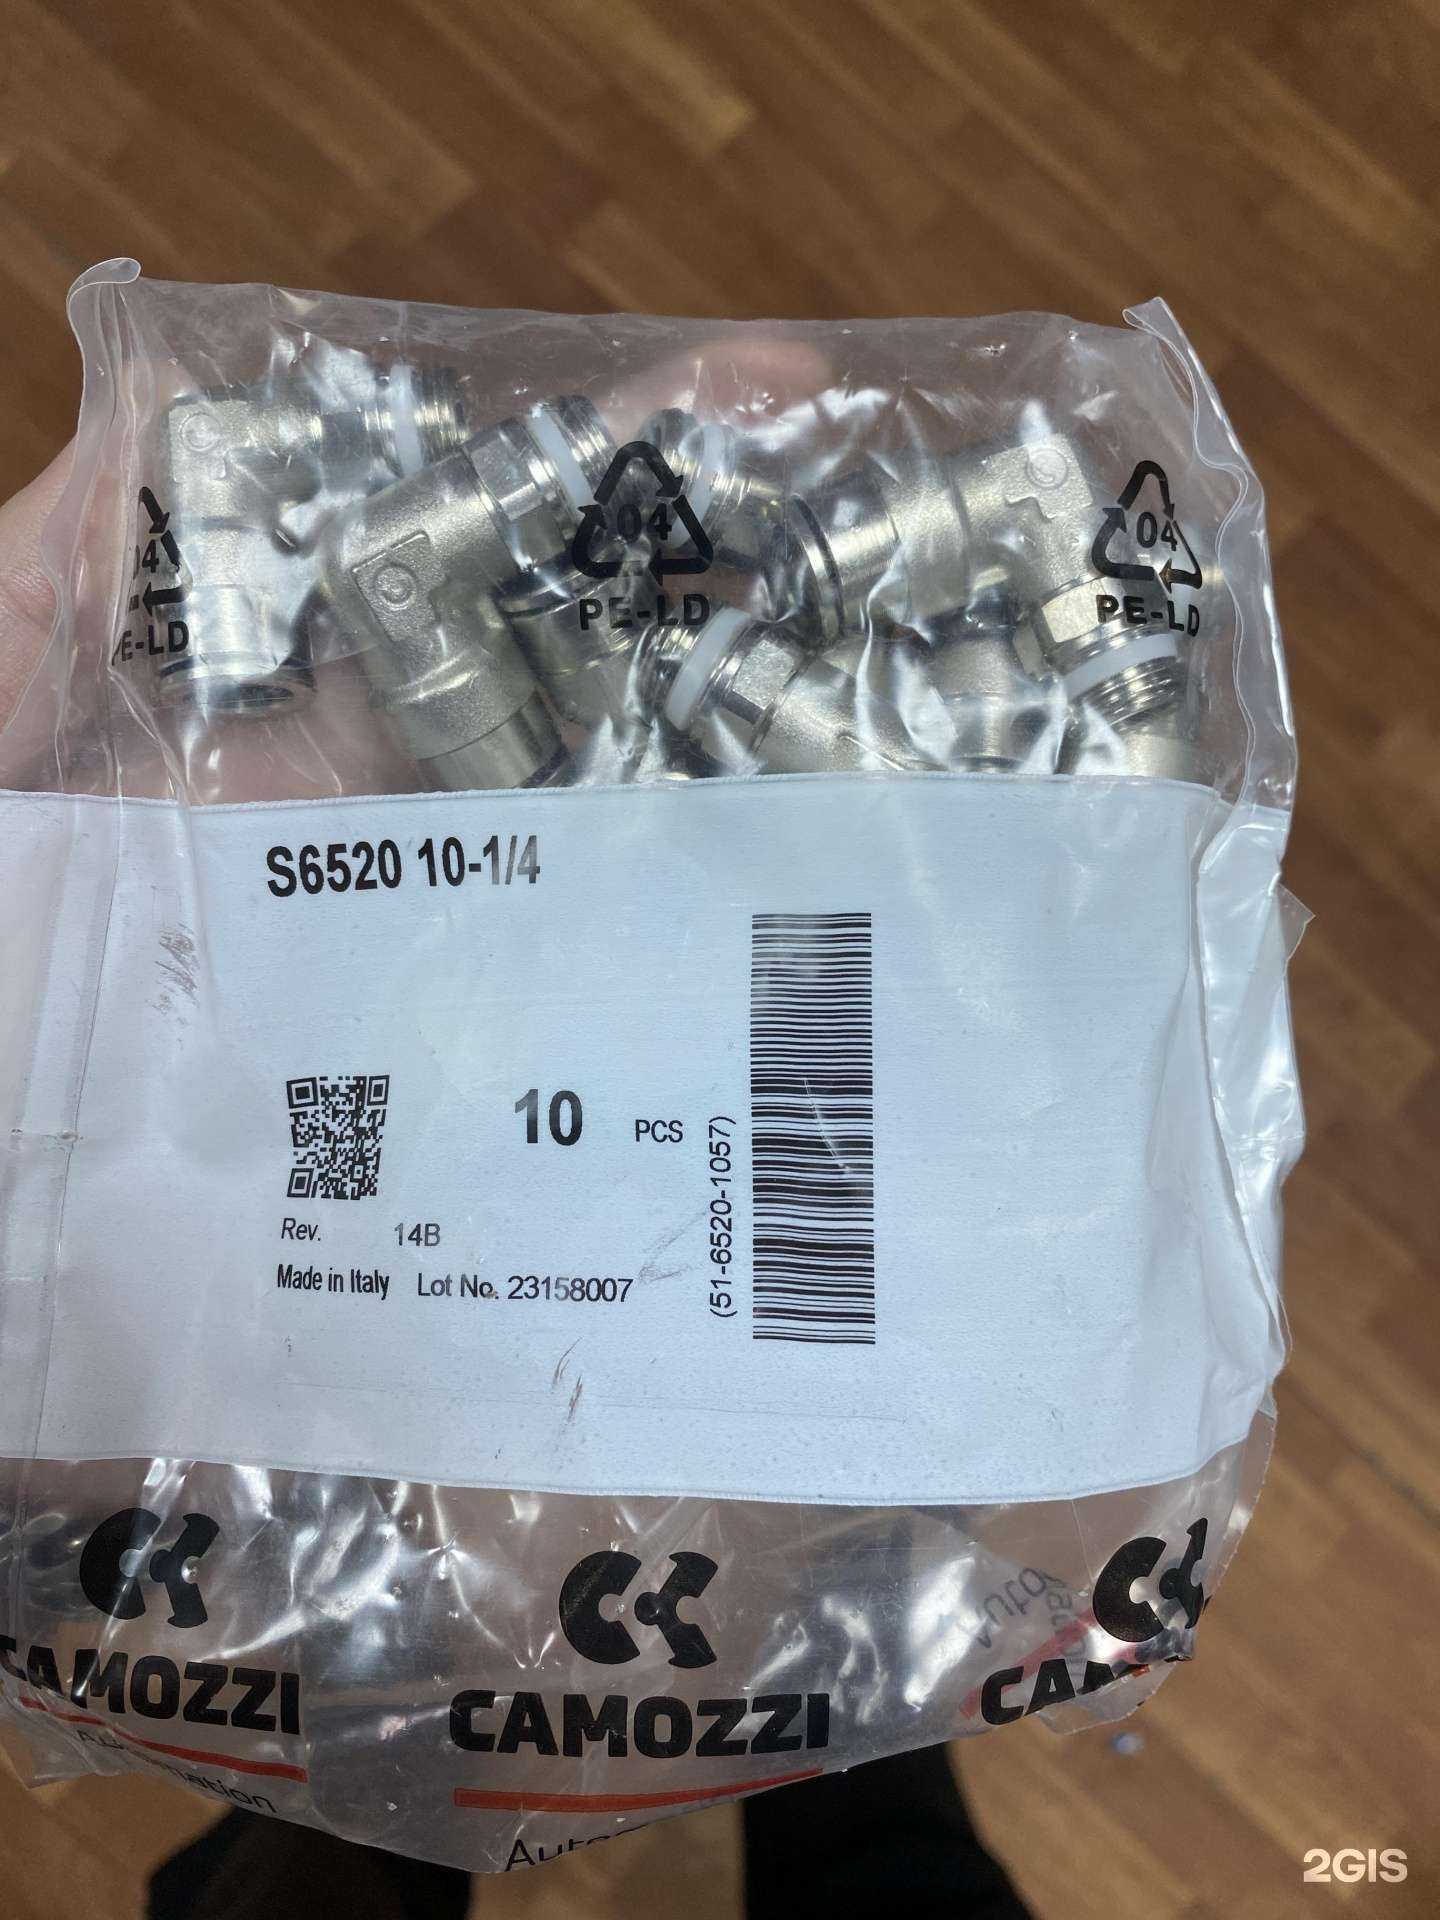 04
PE-LD
04
PE-LD
04
PE-LD
S6520 10-1/4
10 PCS
(51-6520-1057)
Rev. 14B
Made in Italy Lot No. 23158007
CAMOZZI
CAMOZZI
Automation
2GIS